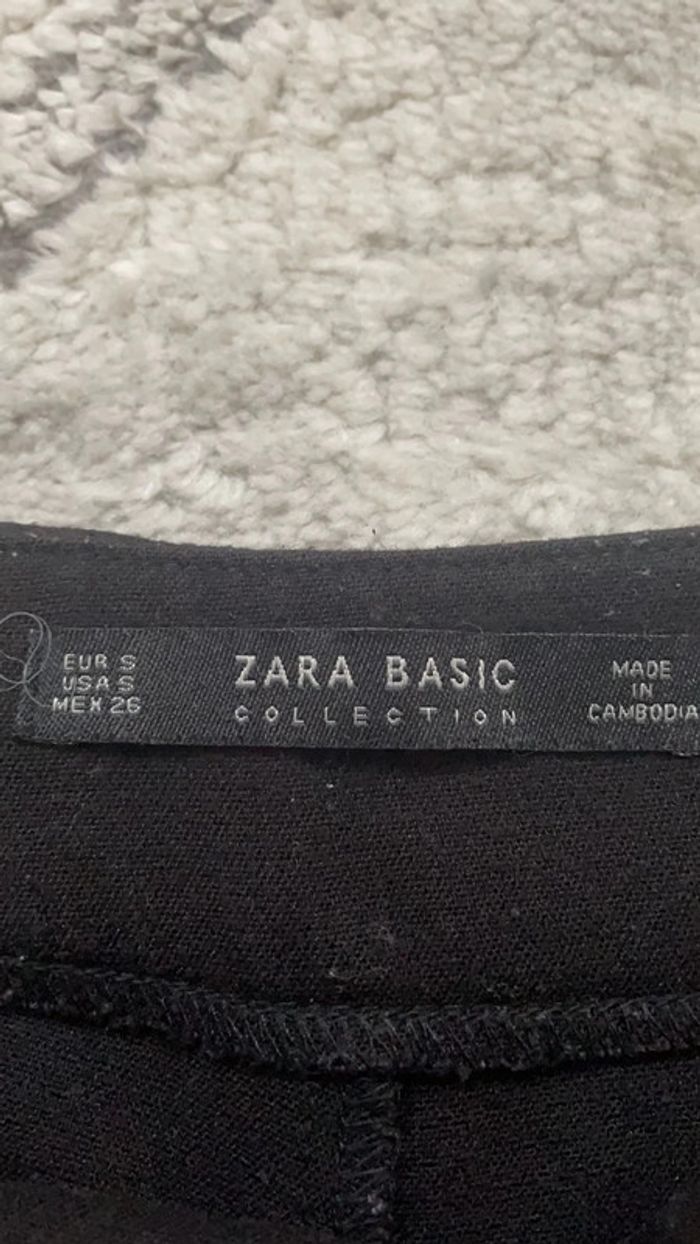 EUR S
USA S
MEX 26
ZARA BASIC
COLLECTION
MADE
IN
CAMBODIA